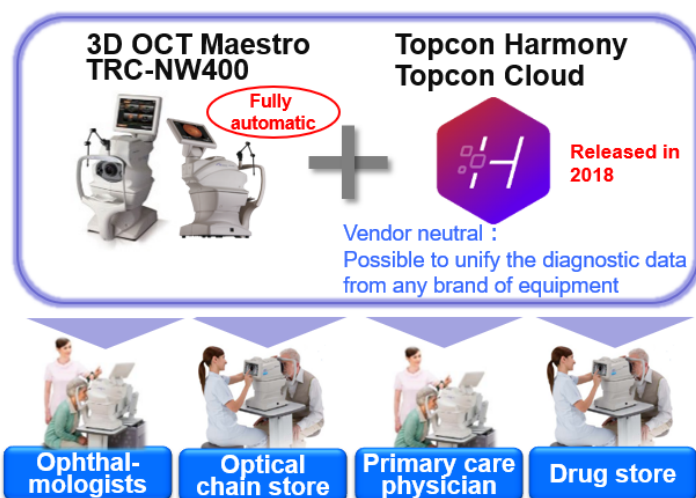 3D OCT Maestro
TRC-NW400
Fully
automatic
Topcon Harmony
Topcon Cloud
H
Released in
2018
Vendor neutral：
Possible to unify the diagnostic data
from any brand of equipment
Ophthal-
mologists
Optical
chain store
Primary care
physician
Drug store